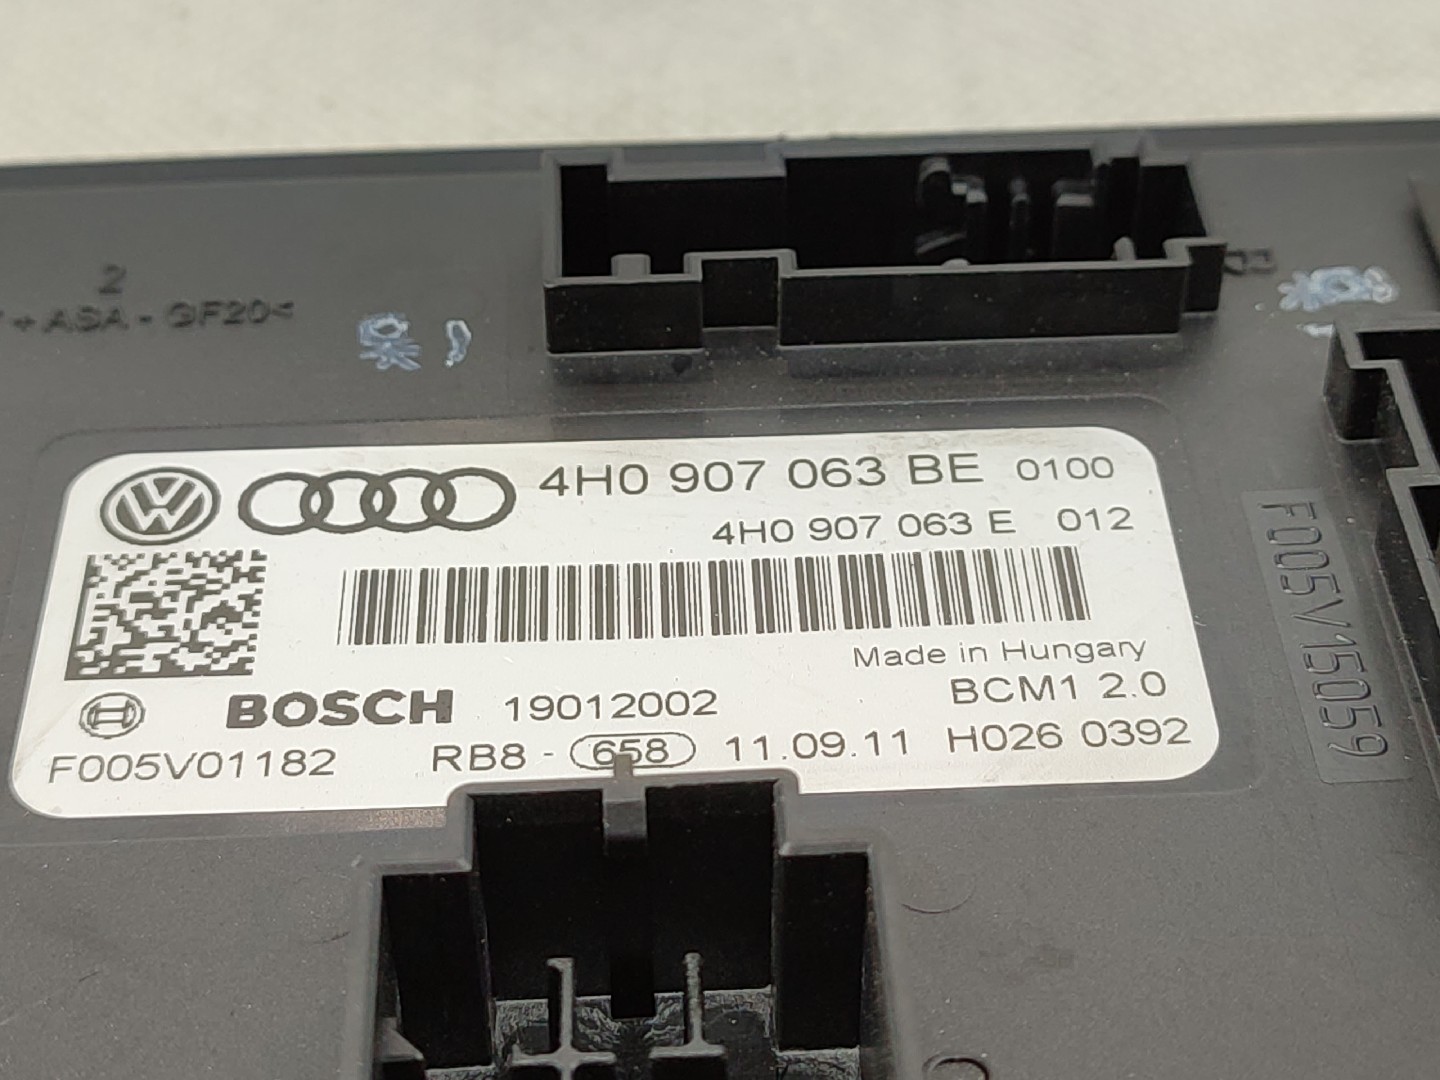 2
+ ASA - GF20<
4H0 907 063 BE 0100
4H0 907 063 E 012
Made in Hungary
BOSCH 19012002 BCM1 2.0
F005V01182 RB8 - 658 11.09.11 H026 0392
F005V15059